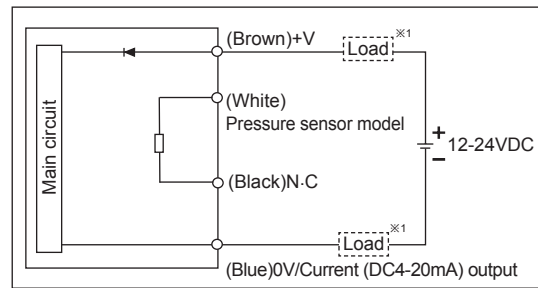 (Brown)+V
Load ※1
(White)
Pressure sensor model
Main circuit
+
12-24VDC
−
(Black)N·C
Load ※1
(Blue)0V/Current (DC4-20mA) output